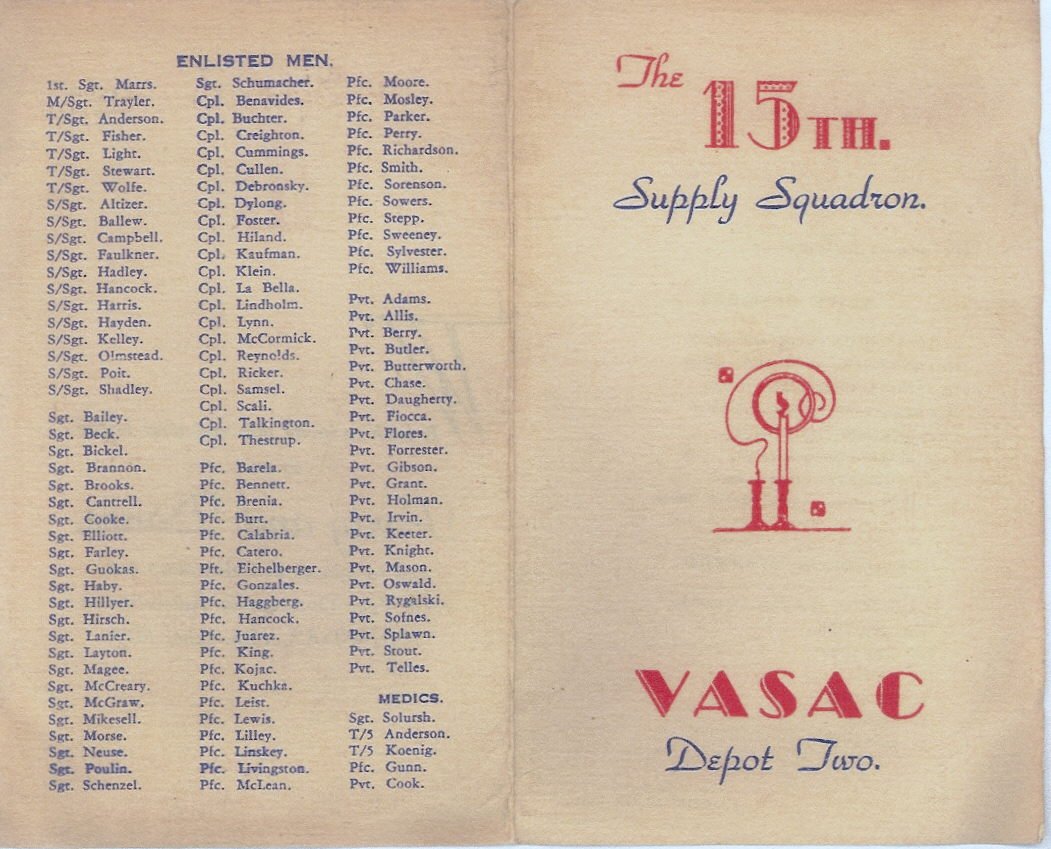 ENLISTED MEN.
1st. Sgt. Marrs.
M/Sgt. Trayler.
T/Sgt. Anderson.
T/Sgt. Fisher.
T/Sgt. Light.
T/Sgt. Stewart.
T/Sgt. Wolfe.
S/Sgt. Altizer.
S/Sgt. Ballew.
S/Sgt. Campbell.
S/Sgt. Faulkner.
S/Sgt. Hadley.
S/Sgt. Hancock.
S/Sgt. Harris.
S/Sgt. Hayden.
S/Sgt. Kelley.
S/Sgt. Olmstead.
S/Sgt. Poit.
S/Sgt. Shadley.
Sgt. Bailey.
Sgt. Beck.
Sgt. Bickel.
Sgt. Brannon.
Sgt. Brooks.
Sgt. Cantrell.
Sgt. Cooke.
Sgt. Elliott.
Sgt. Farley.
Sgt. Guokas.
Sgt. Haby.
Sgt. Hillyer.
Sgt. Hirsch.
Sgt. Lanier.
Sgt. Layton.
Sgt. Magee.
Sgt. McCreary.
Sgt. McGraw.
Sgt. Mikesell.
Sgt. Morse.
Sgt. Neuse.
Sgt. Poulin.
Sgt. Schenzel.
Sgt. Schumacher.
Cpl. Benavides.
Cpl. Buchter.
Cpl. Creighton.
Cpl. Cummings.
Cpl. Cullen.
Cpl. Debronsky.
Cpl. Dylong.
Cpl. Foster.
Cpl. Hiland.
Cpl. Kaufman.
Cpl. Klein.
Cpl. La Bella.
Cpl. Lindholm.
Cpl. Lynn.
Cpl. McCormick.
Cpl. Reynolds.
Cpl. Ricker.
Cpl. Samsel.
Cpl. Scali.
Cpl. Talkington.
Cpl. Thestrup.
Pfc. Barela.
Pfc. Bennett.
Pfc. Brenia.
Pfc. Burt.
Pfc. Calabria.
Pfc. Catero.
Pft. Eichelberger.
Pfc. Gonzales.
Pfc. Haggberg.
Pfc. Hancock.
Pfc. Juarez.
Pfc. King.
Pfc. Kojac.
Pfc. Kuchka.
Pfc. Leist.
Pfc. Lewis.
Pfc. Lilley.
Pfc. Linskey.
Pfc. Livingston.
Pfc. McLean.
Pfc. Moore.
Pfc. Mosley.
Pfc. Parker.
Pfc. Perry.
Pfc. Richardson.
Pfc. Smith.
Pfc. Sorenson.
Pfc. Sowers.
Pfc. Stepp.
Pfc. Sweeney.
Pfc. Sylvester.
Pfc. Williams.
Pvt. Adams.
Pvt. Allis.
Pvt. Berry.
Pvt. Butler.
Pvt. Butterworth.
Pvt. Chase.
Pvt. Daugherty.
Pvt. Fiocca.
Pvt. Flores.
Pvt. Forrester.
Pvt. Gibson.
Pvt. Grant.
Pvt. Holman.
Pvt. Irvin.
Pvt. Keeter.
Pvt. Knight.
Pvt. Mason.
Pvt. Oswald.
Pvt. Rygalski.
Pvt. Sofnes.
Pvt. Splawn.
Pvt. Stout.
Pvt. Telles.
MEDICS.
Sgt. Solursh.
T/5 Anderson.
T/5 Koenig.
Pfc. Gunn.
Pvt. Cook.
The
15TH.
Supply Squadron.
VASAC
Depot Two.